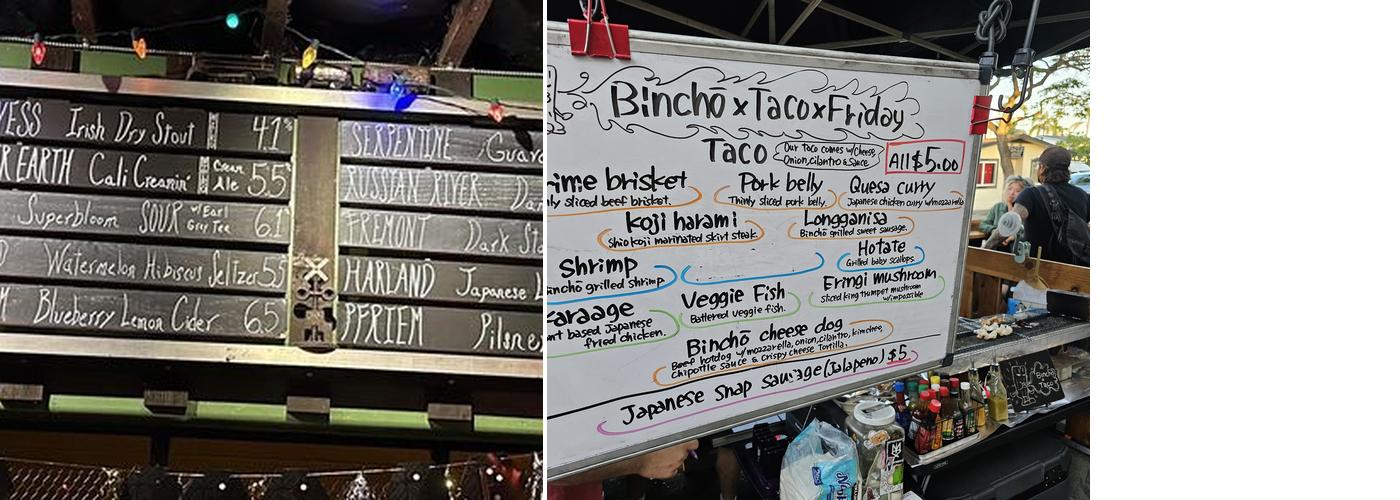 Irish Dry Stout 4.1%
EARTH Cali Creamin' Cream Ale 5.5
Superbloom SOUR w/ Earl Grey Tea 6.1
Watermelon Hibiscus Seltzer 5.5
Blueberry Lemon Cider 6.5
SERPENTINE
RUSSIAN RIVER
FREMONT Dark
HARLAND Japanese
PFRIEM Pilsne
Binchō x Taco x Friday
Taco
Our Taco comes w/Cheese, Onion, cilantro & Sauce
All $5.00
brisket
sliced beef brisket.
Pork belly
Thinly sliced pork belly.
Quesa curry
Japanese chicken curry w/mozzarella
Koji harami
Shio koji marinated skirt steak.
Longganisa
Binchō grilled sweet sausage.
Shrimp
grilled shrimp
Hotate
Grilled baby scallops.
Veggie Fish
Battered veggie fish.
Eringi mushroom
sliced king trumpet mushroom
w/impossible
based Japanese
fried chicken.
Binchō cheese dog
Beef hotdog w/mozzarella, onion, cilantro, kimchee,
chipotle sauce & Crispy cheese Tortilla.
Japanese Snap Sausage (Jalapeno) $5